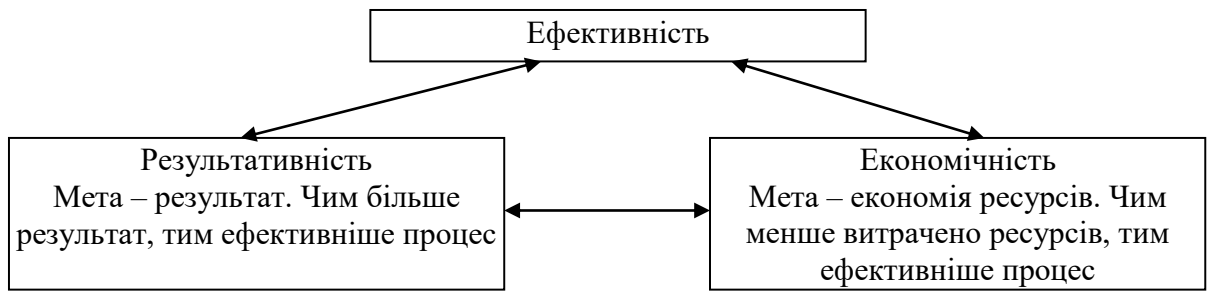 Ефективність
Результативність
Мета – результат. Чим більше
результат, тим ефективніше процес
Економічність
Мета – економія ресурсів. Чим
менше витрачено ресурсів, тим
ефективніше процес